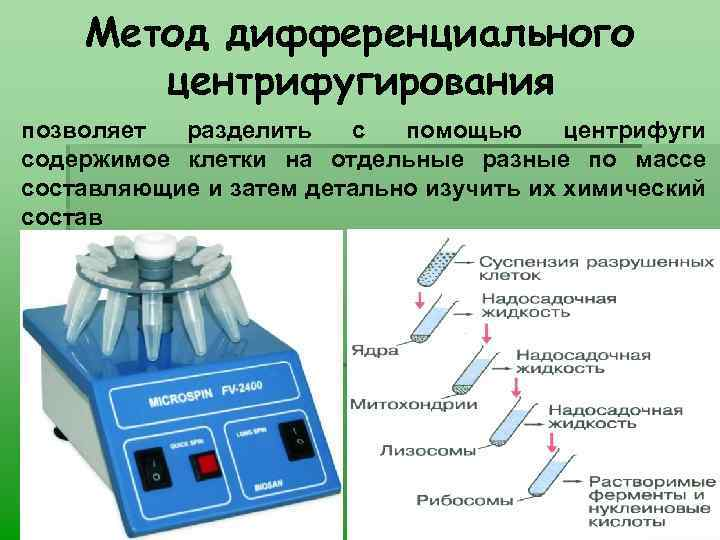 Метод дифференциального
центрифугирования
позволяет разделить с помощью центрифуги
содержимое клетки на отдельные разные по массе
составляющие и затем детально изучить их химический
состав
MICROSPIN FV-2400
QUICK SPIN
LONG SPIN
BIOSAN
Суспензия разрушенных
клеток
Надосадочная
жидкость
Ядра
Надосадочная
жидкость
Митохондрии
Надосадочная
жидкость
Лизосомы
Растворимые
ферменты и
нуклеиновые
кислоты
Рибосомы